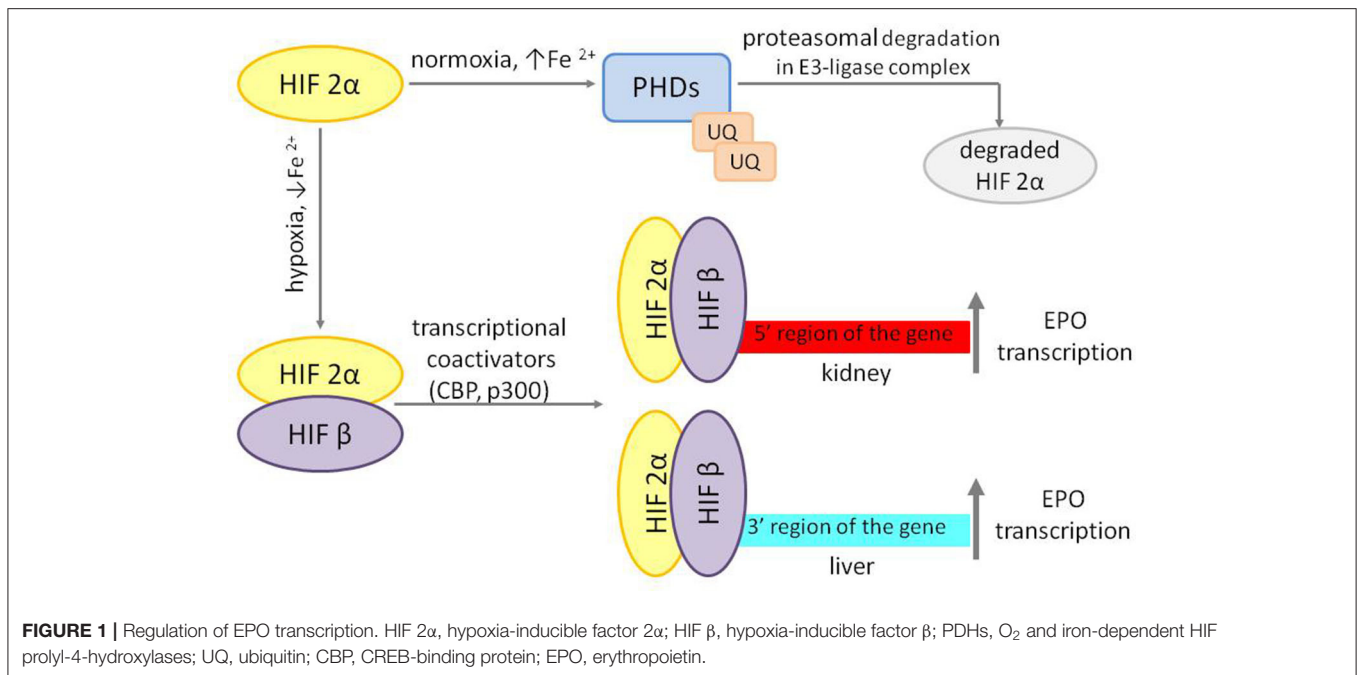 HIF 2α
normoxia, ↑Fe 2+
PHDs
UQ
UQ
proteasomal degradation
in E3-ligase complex
degraded
HIF 2α
hypoxia, ↓Fe 2+
HIF 2α
HIF β
transcriptional
coactivators
(CBP, p300)
HIF 2α
HIF β
5' region of the gene
kidney
EPO
transcription
HIF 2α
HIF β
3' region of the gene
liver
EPO
transcription
FIGURE 1 | Regulation of EPO transcription. HIF 2α, hypoxia-inducible factor 2α; HIF β, hypoxia-inducible factor β; PDHs, O2 and iron-dependent HIF
prolyl-4-hydroxylases; UQ, ubiquitin; CBP, CREB-binding protein; EPO, erythropoietin.